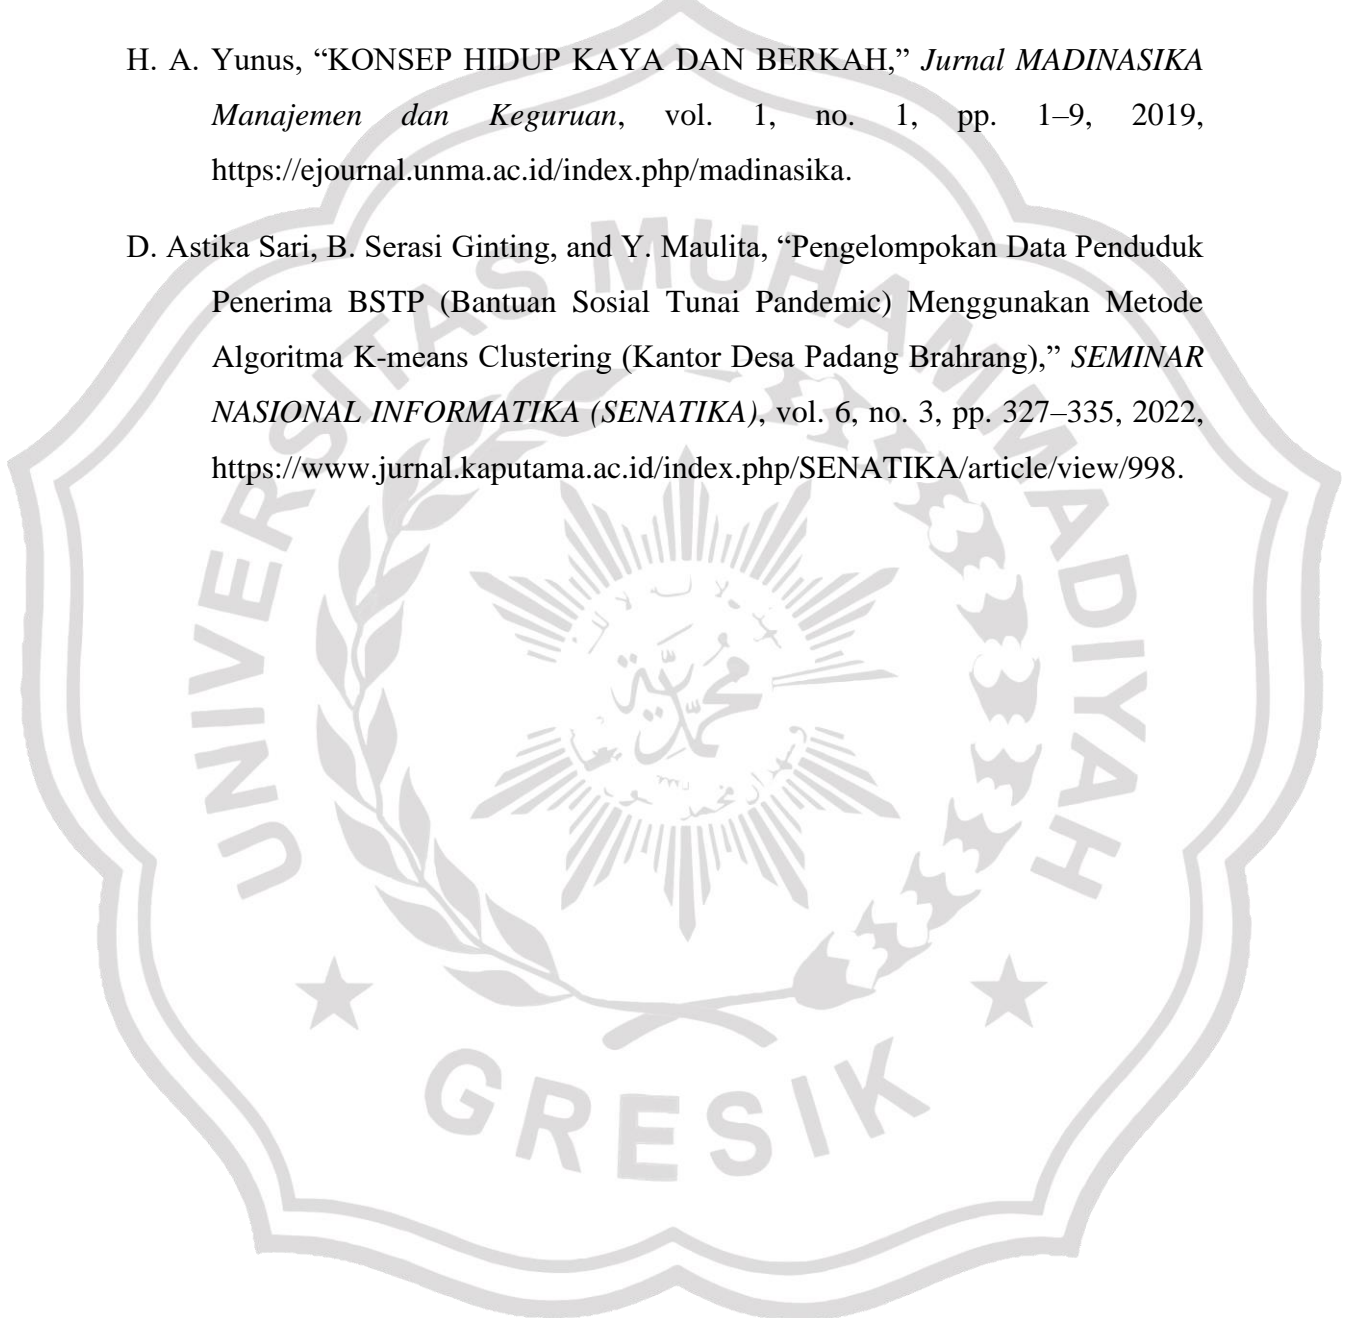 H. A. Yunus, “KONSEP HIDUP KAYA DAN BERKAH,” Jurnal MADINASIKA
Manajemen dan Keguruan, vol. 1, no. 1, pp. 1–9, 2019,
https://ejournal.unma.ac.id/index.php/madinasika.
D. Astika Sari, B. Serasi Ginting, and Y. Maulita, “Pengelompokan Data Penduduk
Penerima BSTP (Bantuan Sosial Tunai Pandemic) Menggunakan Metode
Algoritma K-means Clustering (Kantor Desa Padang Brahrang),” SEMINAR
NASIONAL INFORMATIKA (SENATIKA), vol. 6, no. 3, pp. 327–335, 2022,
https://www.jurnal.kaputama.ac.id/index.php/SENATIKA/article/view/998.
UNIVERSITAS MUHAMMADIYAH
محمدية
GRESIK